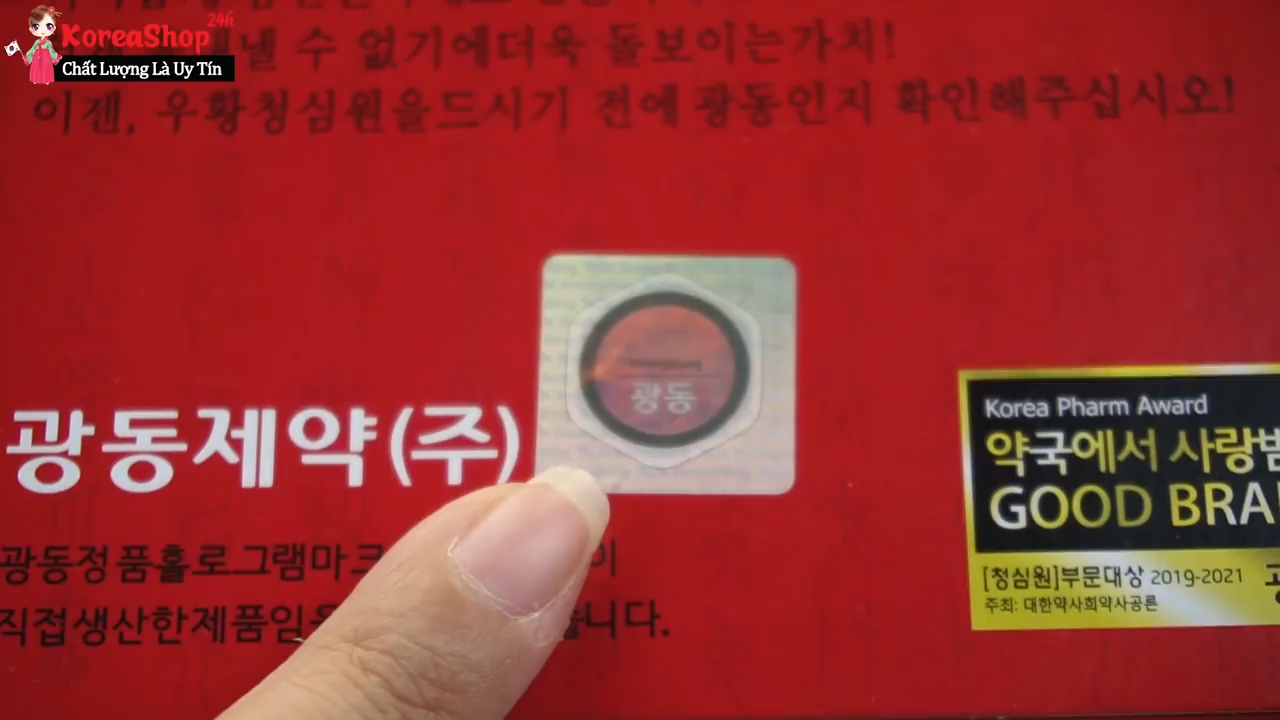 KoreaShop 24h
Chất Lượng Là Uy Tín
낼 수 없기에더욱 돌보이는가치!
이젠, 우황청심원을드시기 전에 광동인지 확인해주십시오!
광동
광동제약(주)
Korea Pharm Award
약국에서 사랑
GOOD BRA
광동정품홀로그램마크 이
직접생산한제품임 습니다.
[청심원]부문대상 2019-2021
주최: 대한약사회약사공론